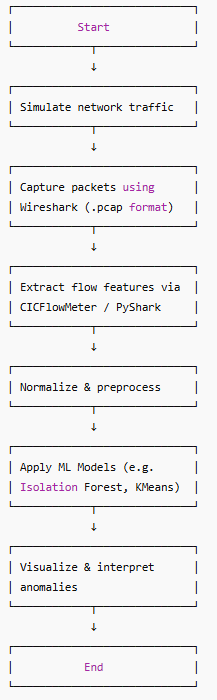 Start
Simulate network traffic
Capture packets using
Wireshark (.pcap format)
Extract flow features via
CICFlowMeter / PyShark
Normalize & preprocess
Apply ML Models (e.g.
Isolation Forest, KMeans)
Visualize & interpret
anomalies
End